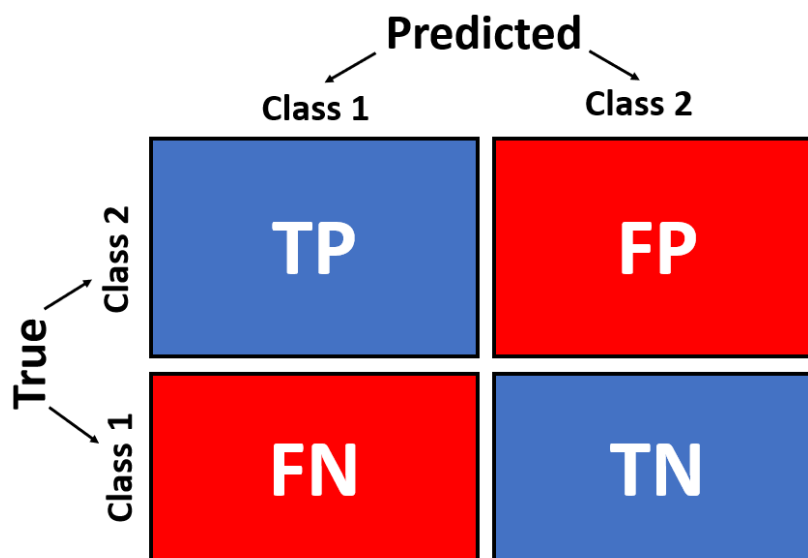 Predicted
Class 1 Class 2
True
Class 2
TP FP
Class 1
FN TN